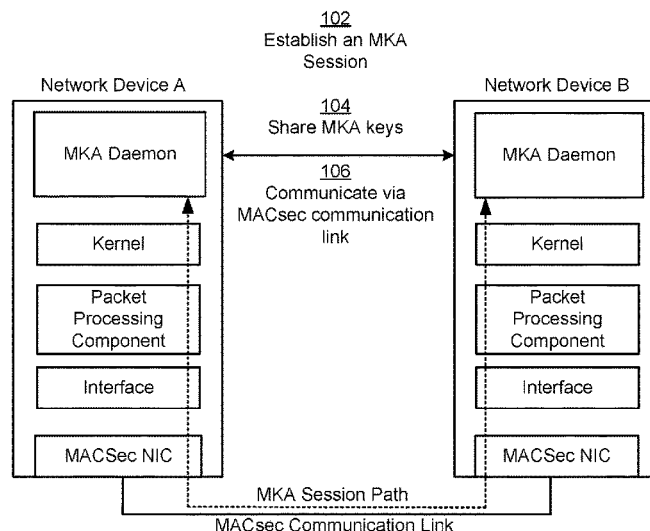 102
Establish an MKA
Session
Network Device A
Network Device B
104
Share MKA keys
106
Communicate via
MACsec communication
link
MKA Daemon
Kernel
Packet
Processing
Component
Interface
MACSec NIC
MKA Daemon
Kernel
Packet
Processing
Component
Interface
MACSec NIC
MKA Session Path
MACsec Communication Link